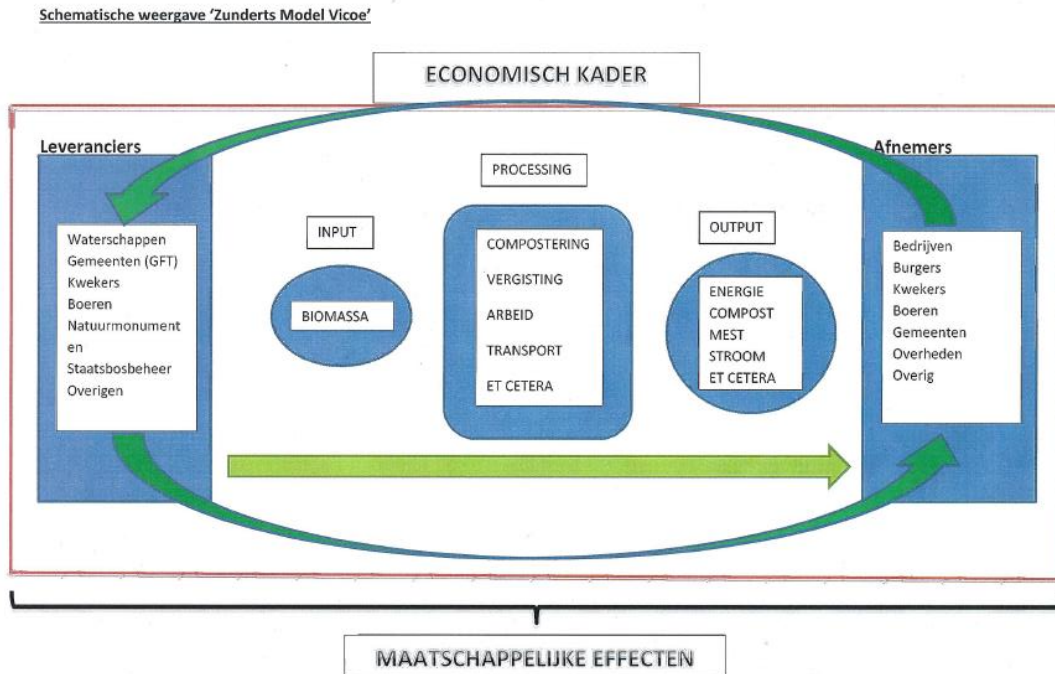 Schematische weergave 'Zunderts Model Vicoe'
ECONOMISCH KADER
Leveranciers
Afnemers
PROCESSING
INPUT
OUTPUT
Waterschappen
Gemeenten (GFT)
Kwekers
Boeren
Natuurmonument
en
Staatsbosbeheer
Overigen
BIOMASSA
COMPOSTERING
VERGISTING
ARBEID
TRANSPORT
ET CETERA
ENERGIE
COMPOST
MEST
STROOM
ET CETERA
Bedrijven
Burgers
Kwekers
Boeren
Gemeenten
Overheden
Overig
MAATSCHAPPELIJKE EFFECTEN